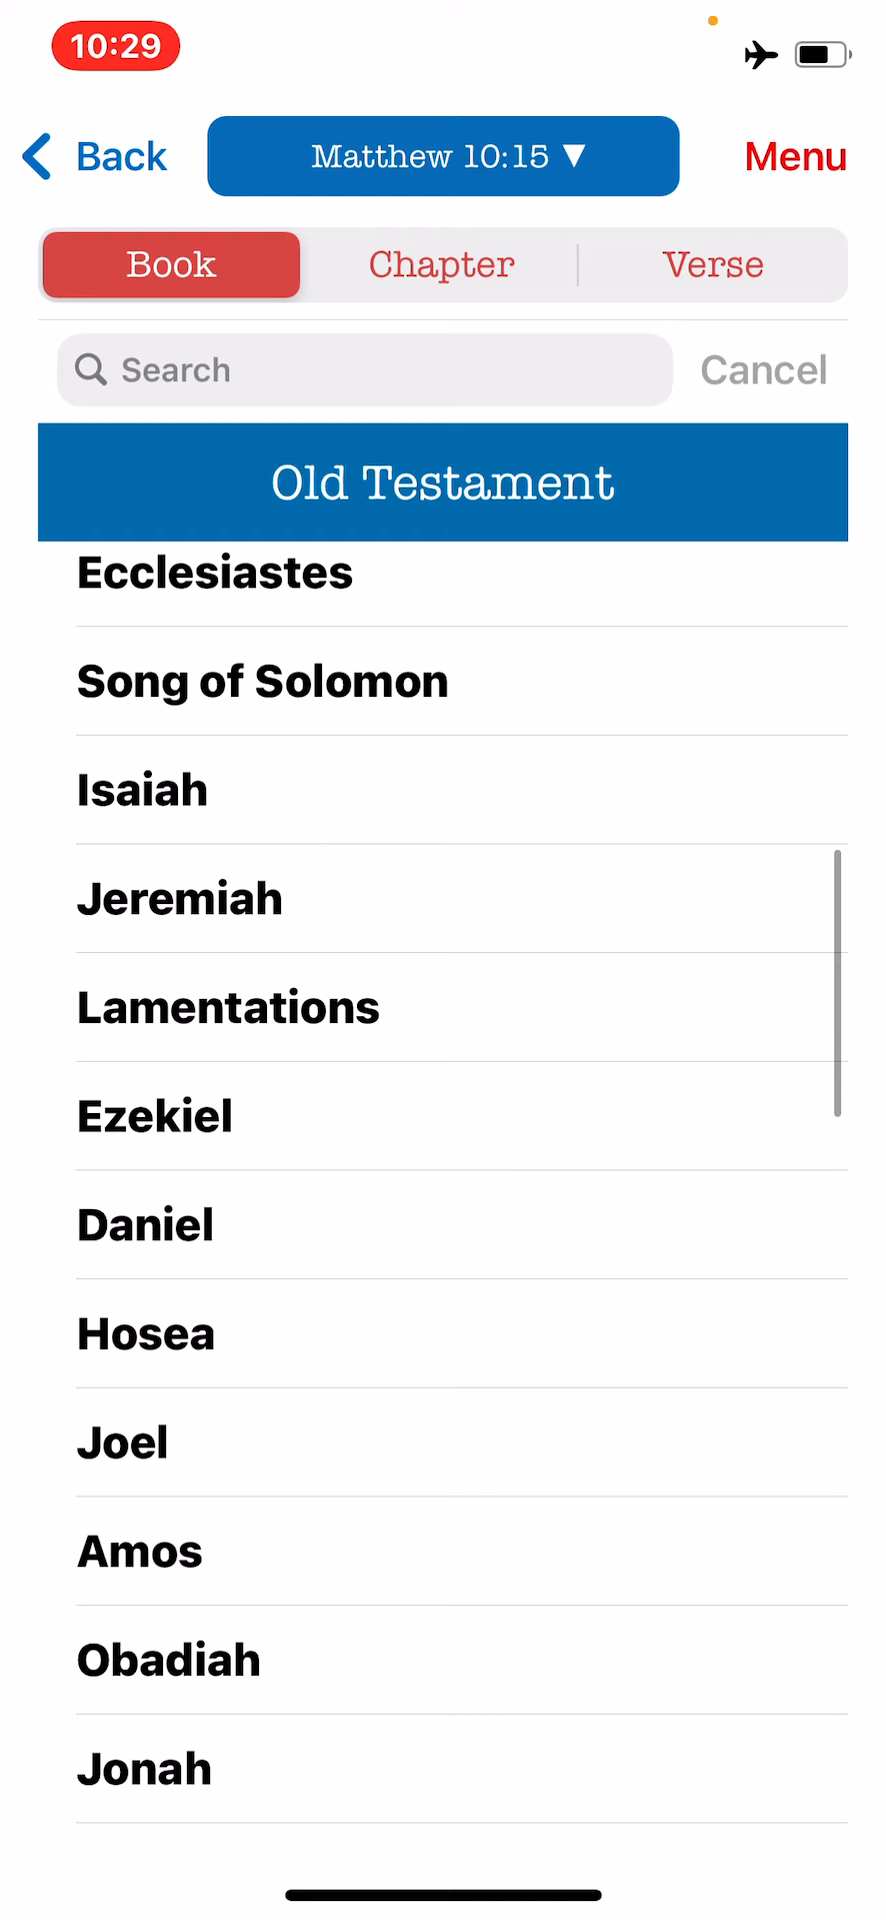 10:29
Back
Matthew 10:15 ▼
Menu
Book
Chapter
Verse
Search
Cancel
Old Testament
Ecclesiastes
Song of Solomon
Isaiah
Jeremiah
Lamentations
Ezekiel
Daniel
Hosea
Joel
Amos
Obadiah
Jonah